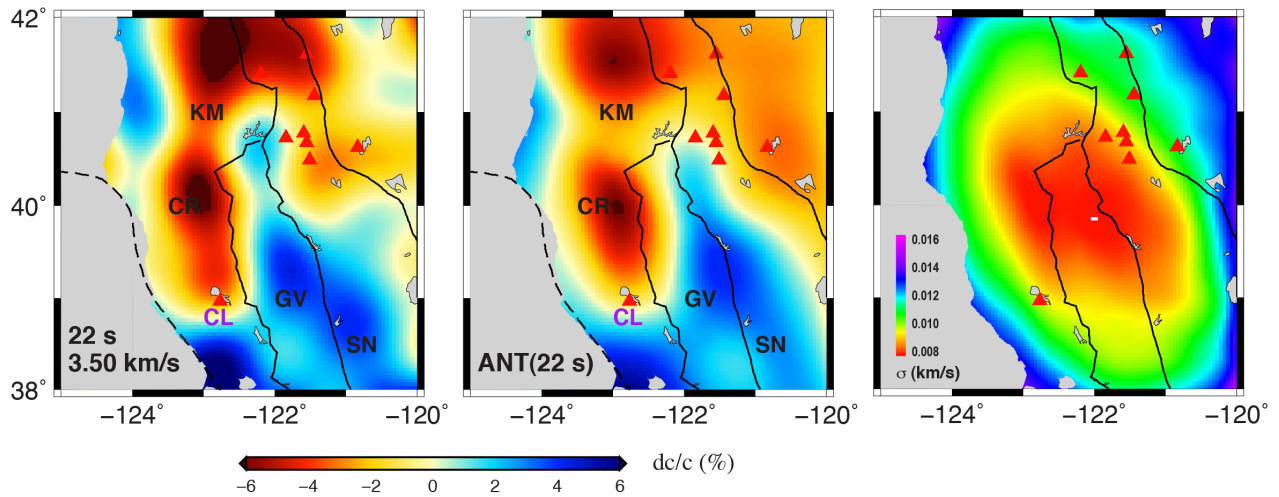 42°
40°
38°
KM
CR
GV
CL
SN
22 s
3.50 km/s
−124° −122° −120°
KM
CR
GV
CL
SN
ANT(22 s)
−124° −122° −120°
0.016
0.014
0.012
0.010
0.008
σ (km/s)
−124° −122° −120°
−6 −4 −2 0 2 4 6
dc/c (%)